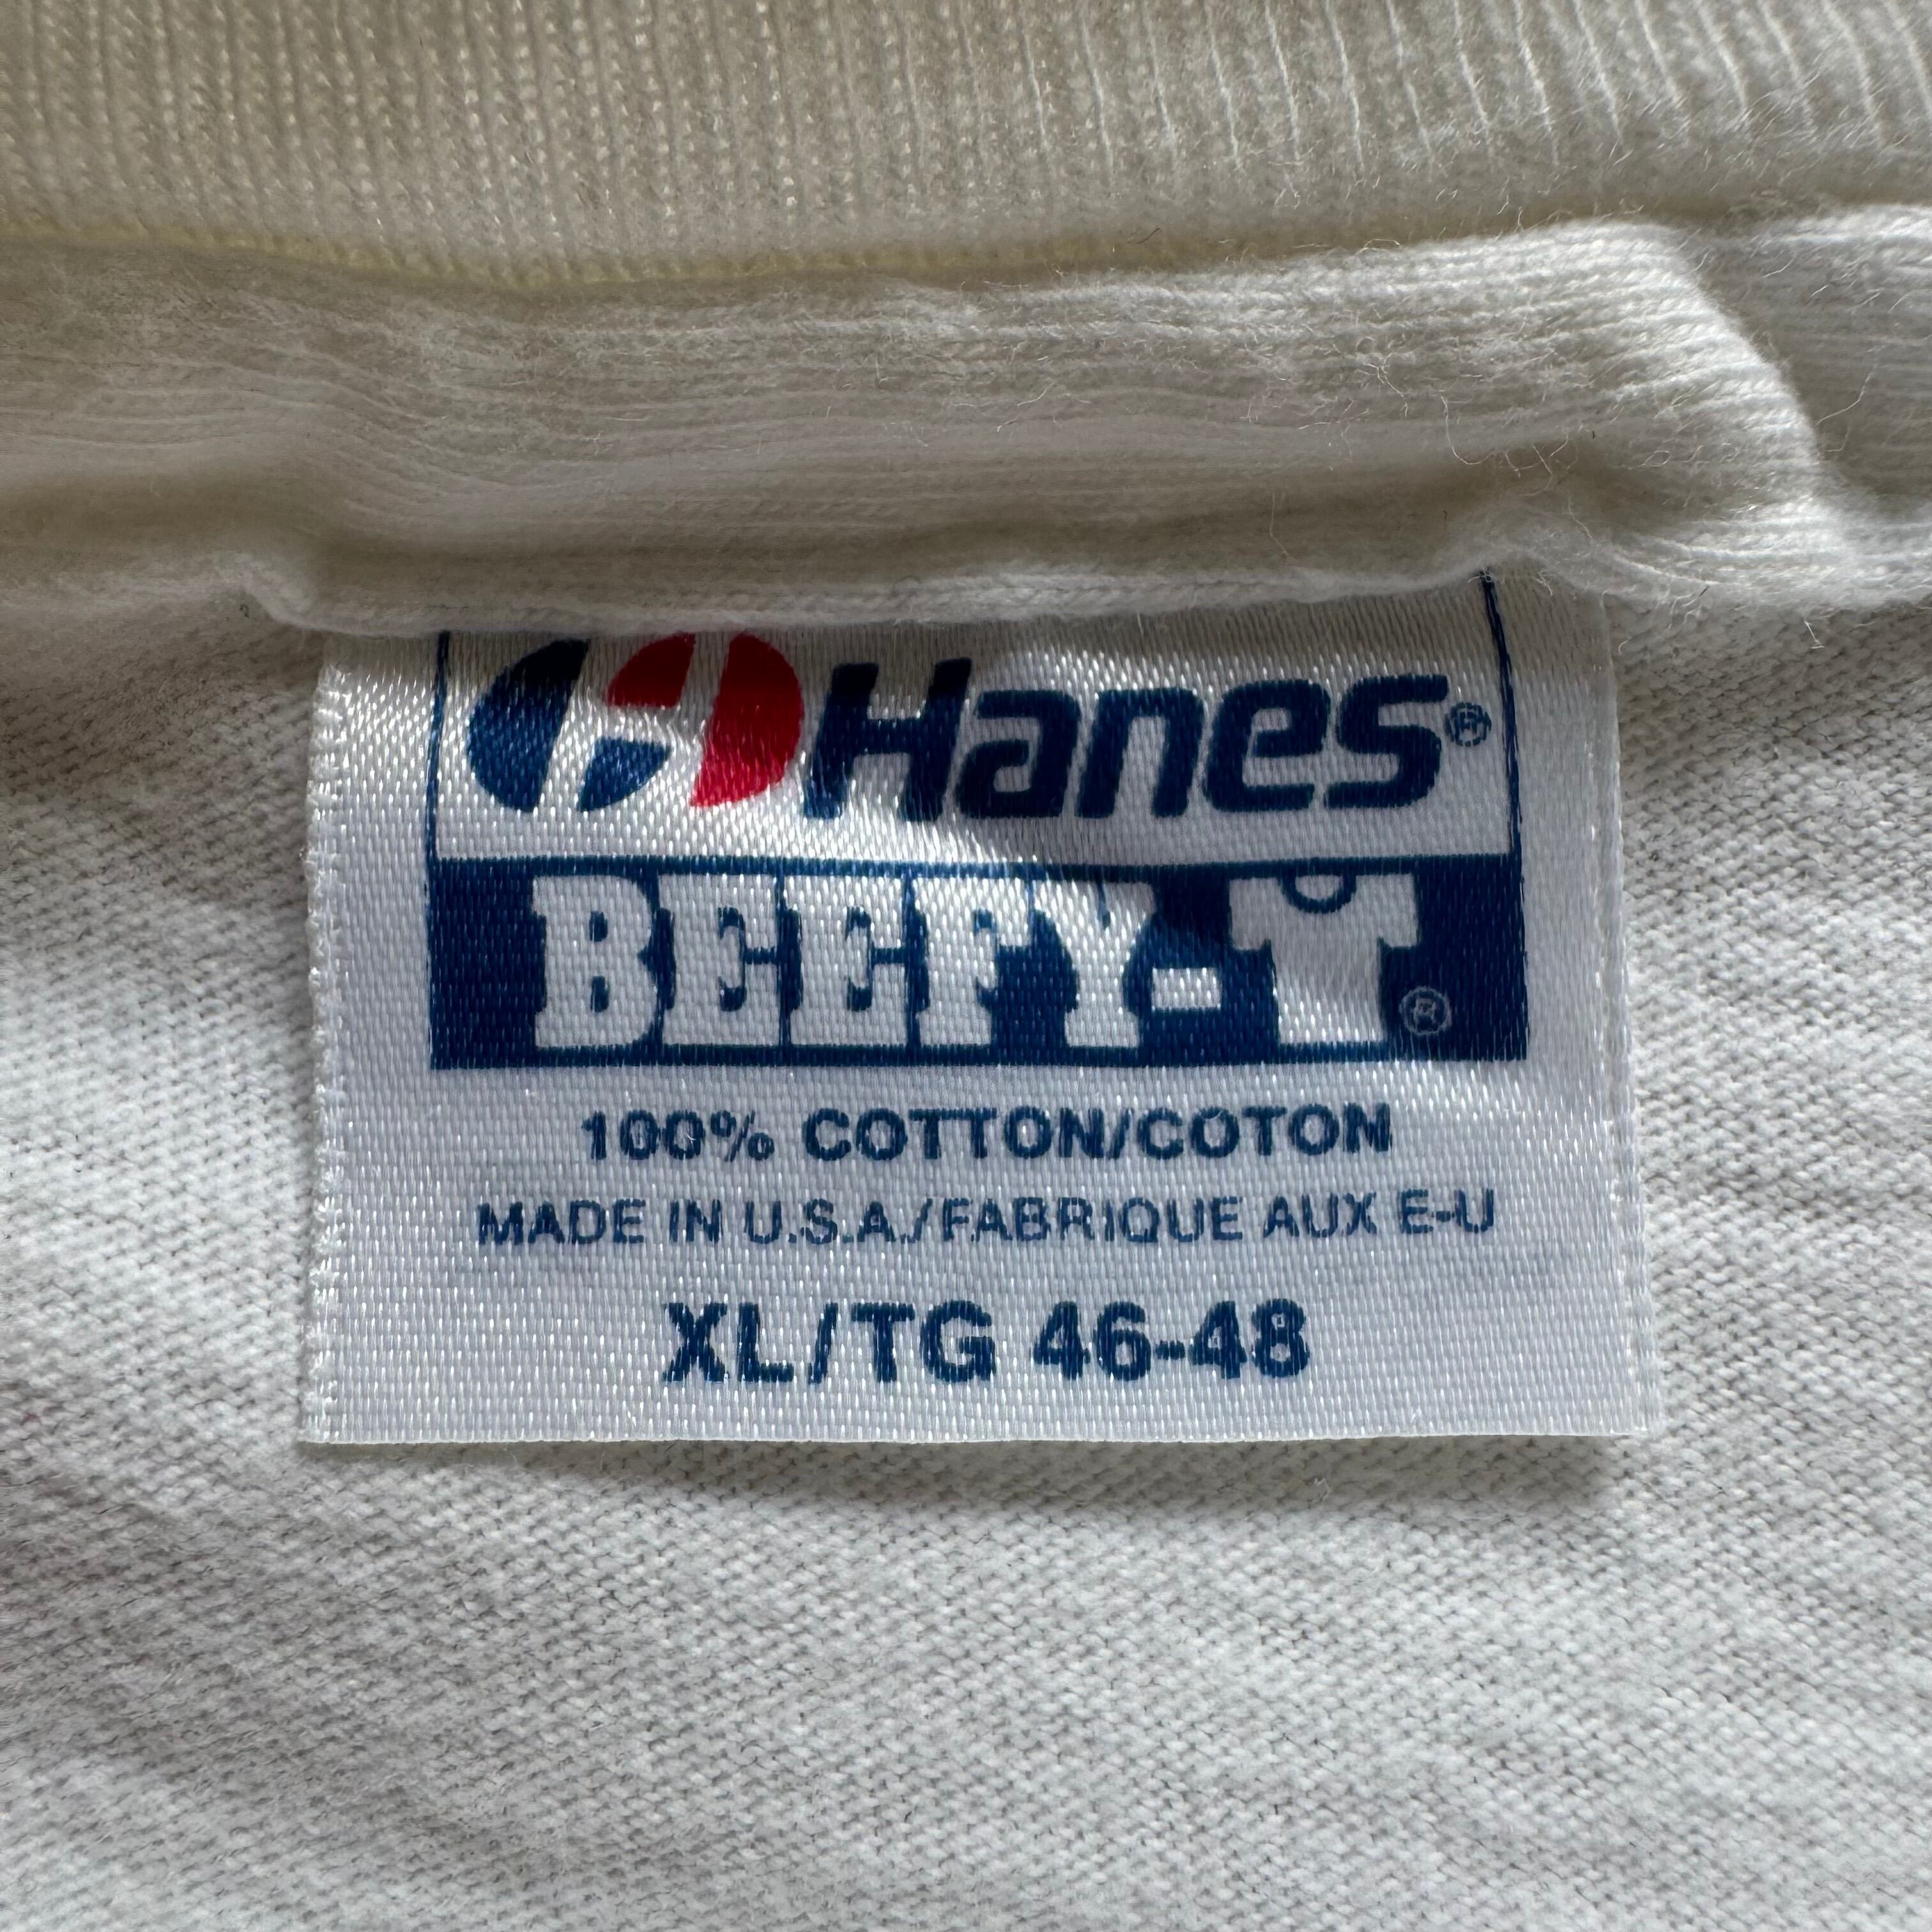 Hanes®
BEEFY-T®
100% COTTON/COTON
MADE IN U.S.A./FABRIQUE AUX E-U
XL/TG 46-48